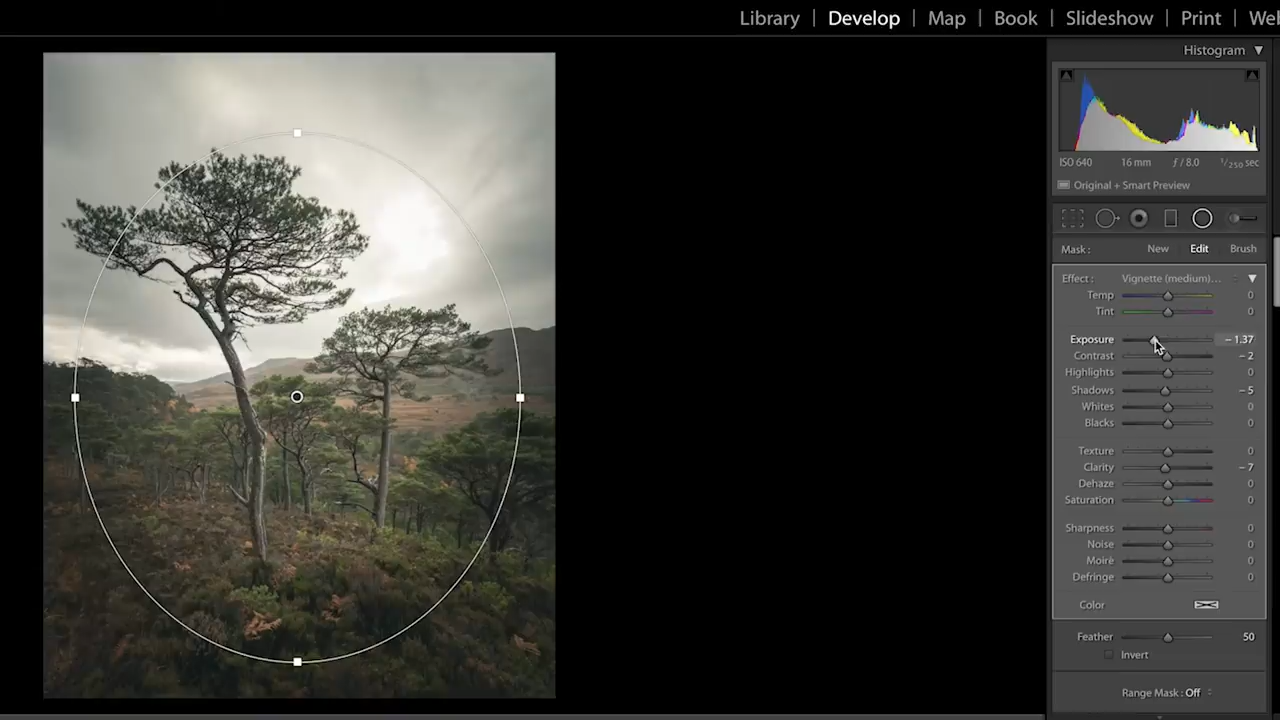 Library | Develop | Map | Book | Slideshow | Print | Web
Histogram
ISO 640 16 mm ƒ / 8.0 1/250 sec
Original + Smart Preview
Mask : New Edit Brush
Effect : Vignette (medium)...
Temp 0
Tint 0
Exposure – 1.37
Contrast – 2
Highlights 0
Shadows – 5
Whites 0
Blacks 0
Texture 0
Clarity – 7
Dehaze 0
Saturation 0
Sharpness 0
Noise 0
Moiré 0
Defringe 0
Color
Feather 50
Invert
Range Mask : Off